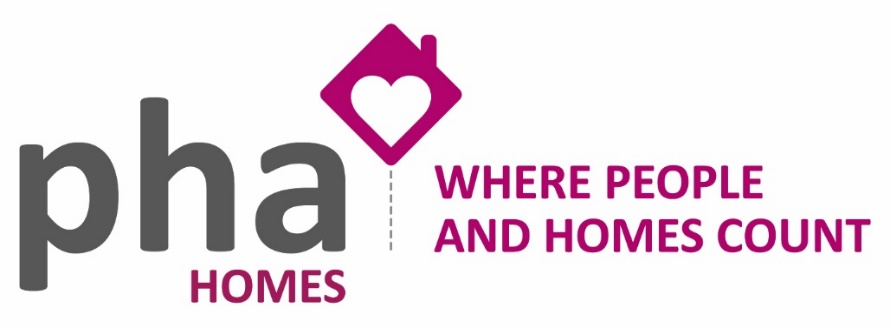 pha
HOMES
WHERE PEOPLE
AND HOMES COUNT